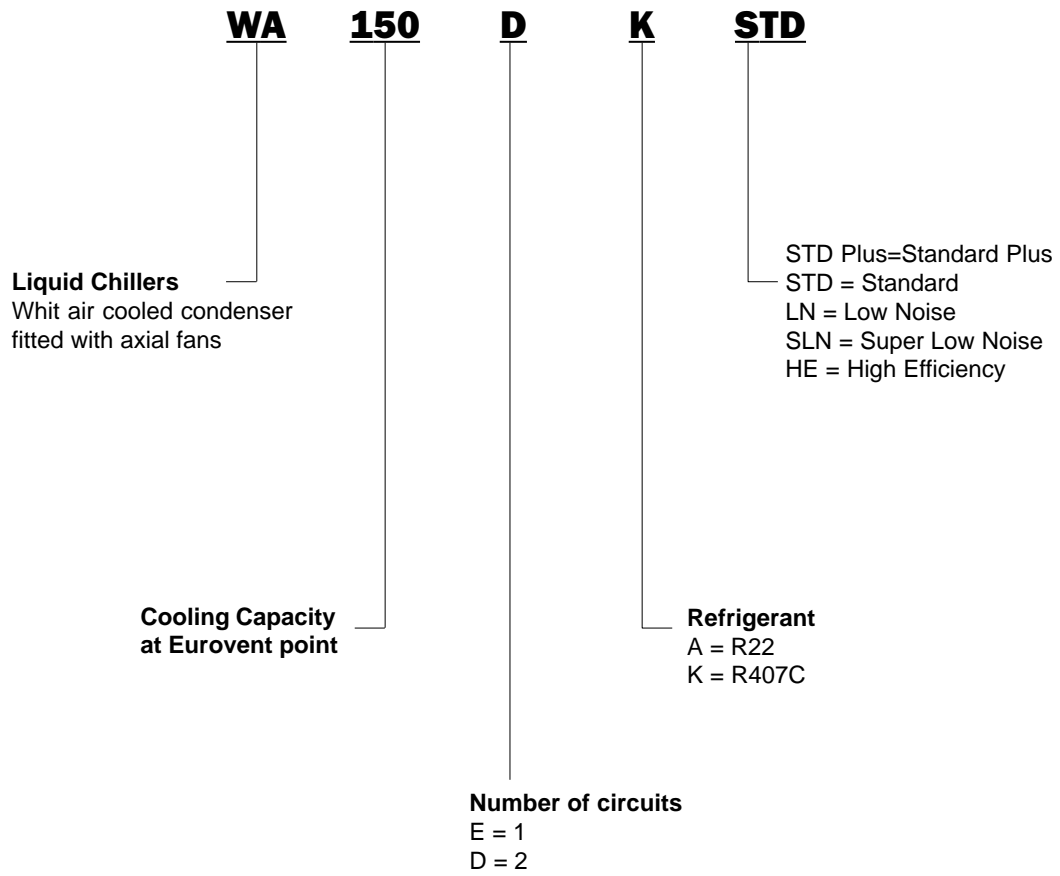 WA 150 D K STD
Liquid Chillers
Whit air cooled condenser
fitted with axial fans
STD Plus=Standard Plus
STD = Standard
LN = Low Noise
SLN = Super Low Noise
HE = High Efficiency
Cooling Capacity
at Eurovent point
Refrigerant
A = R22
K = R407C
Number of circuits
E = 1
D = 2